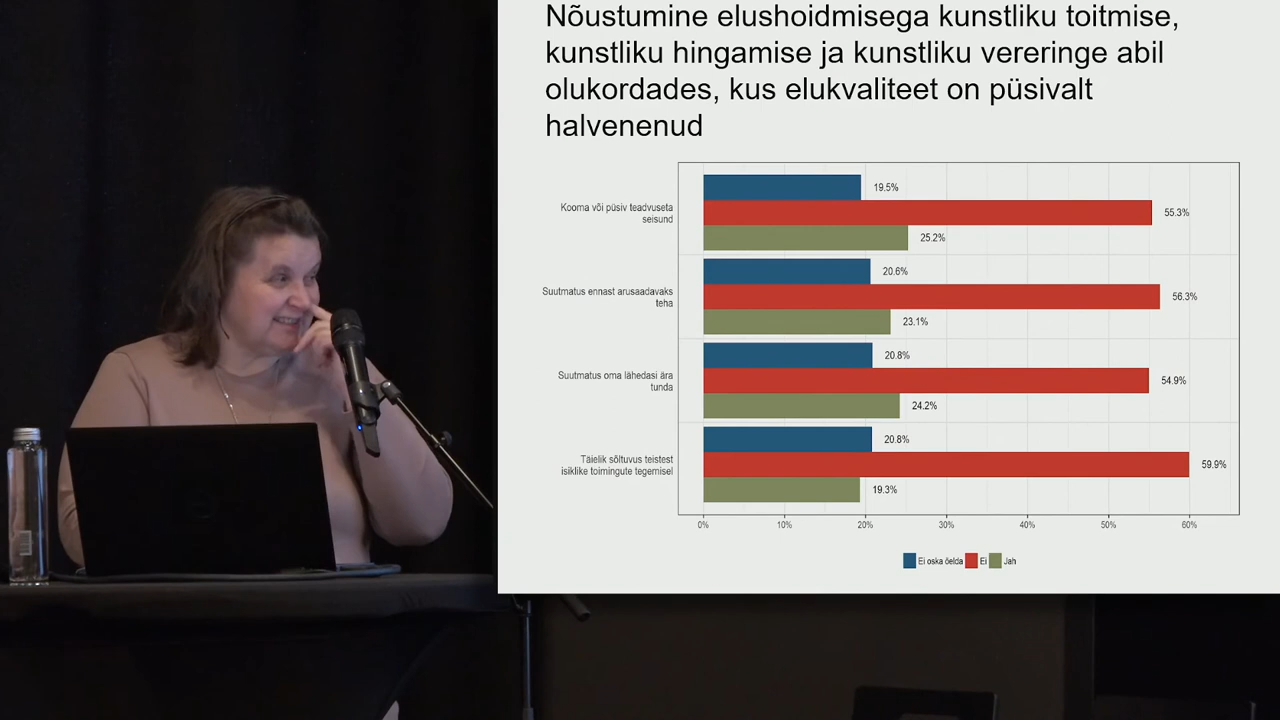 Nõustumine elushoidmisega kunstliku toitmise,
kunstliku hingamise ja kunstliku vereringe abil
olukordades, kus elukvaliteet on püsivalt
halvenenud
Kooma või püsiv teadvuseta
seisund
19.5%
55.3%
25.2%
Suutmatus ennast arusaadavaks
teha
20.6%
56.3%
23.1%
Suutmatus oma lähedasi ära
tunda
20.8%
54.9%
24.2%
Täielik sõltuvus teistest
isiklike toimingute tegemisel
20.8%
59.9%
19.3%
0% 10% 20% 30% 40% 50% 60%
Ei oska öelda Ei Jah